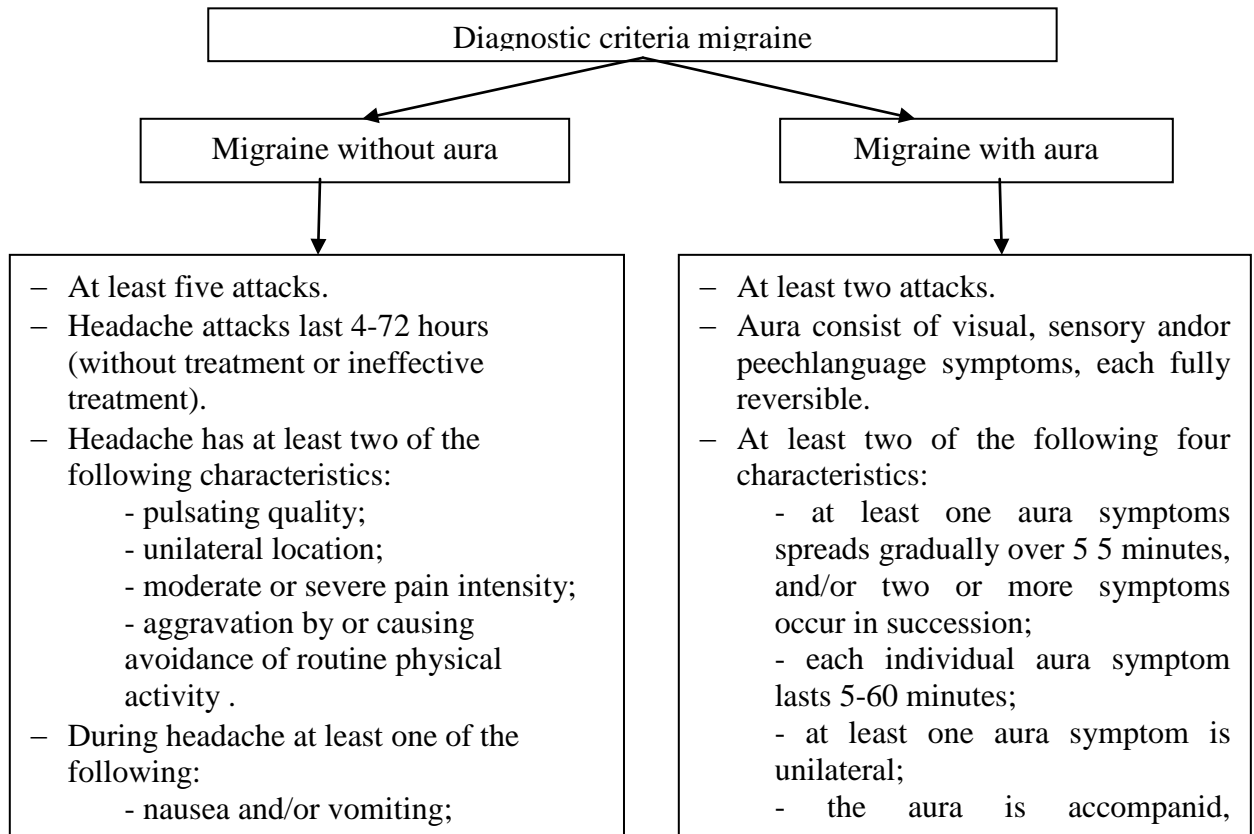 Diagnostic criteria migraine
Migraine without aura
Migraine with aura
– At least five attacks.
– Headache attacks last 4-72 hours
(without treatment or ineffective
treatment).
– Headache has at least two of the
following characteristics:
- pulsating quality;
- unilateral location;
- moderate or severe pain intensity;
- aggravation by or causing
avoidance of routine physical
activity .
– During headache at least one of the
following:
- nausea and/or vomiting;
– At least two attacks.
– Aura consist of visual, sensory andor
peechlanguage symptoms, each fully
reversible.
– At least two of the following four
characteristics:
- at least one aura symptoms
spreads gradually over 5 5 minutes,
and/or two or more symptoms
occur in succession;
- each individual aura symptom
lasts 5-60 minutes;
- at least one aura symptom is
unilateral;
- the aura is accompanid,